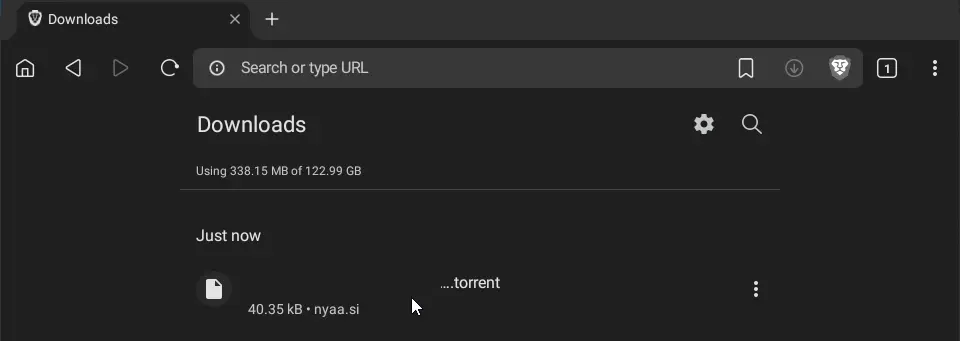 Downloads
Search or type URL
1
Downloads
Using 338.15 MB of 122.99 GB
Just now
....torrent
40.35 kB • nyaa.si